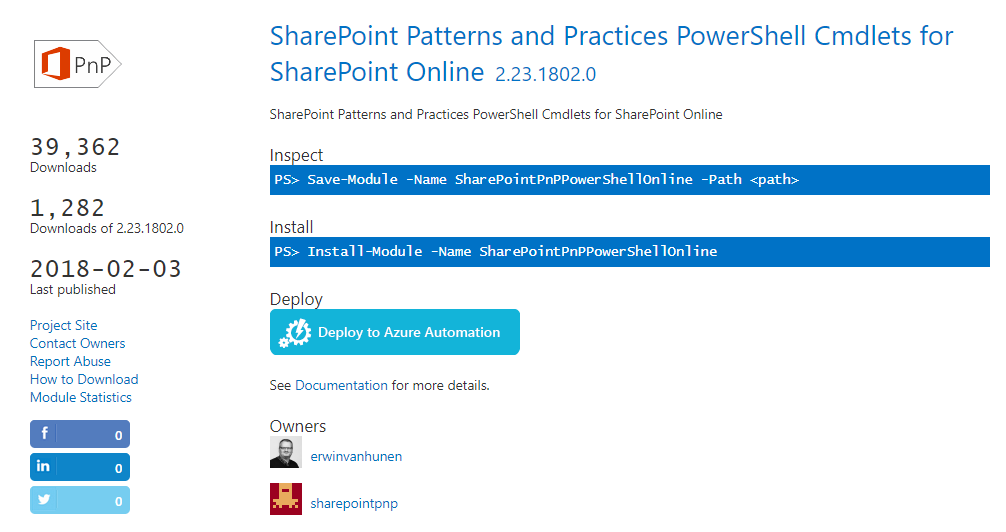 PnP
39,362
Downloads
1,282
Downloads of 2.23.1802.0
2018-02-03
Last published
Project Site
Contact Owners
Report Abuse
How to Download
Module Statistics
f 0
in 0
0
SharePoint Patterns and Practices PowerShell Cmdlets for
SharePoint Online 2.23.1802.0
SharePoint Patterns and Practices PowerShell Cmdlets for SharePoint Online
Inspect
PS> Save-Module -Name SharePointPnPPowerShellOnline -Path <path>
Install
PS> Install-Module -Name SharePointPnPPowerShellOnline
Deploy
Deploy to Azure Automation
See Documentation for more details.
Owners
erwinvanhunen
sharepointpnp